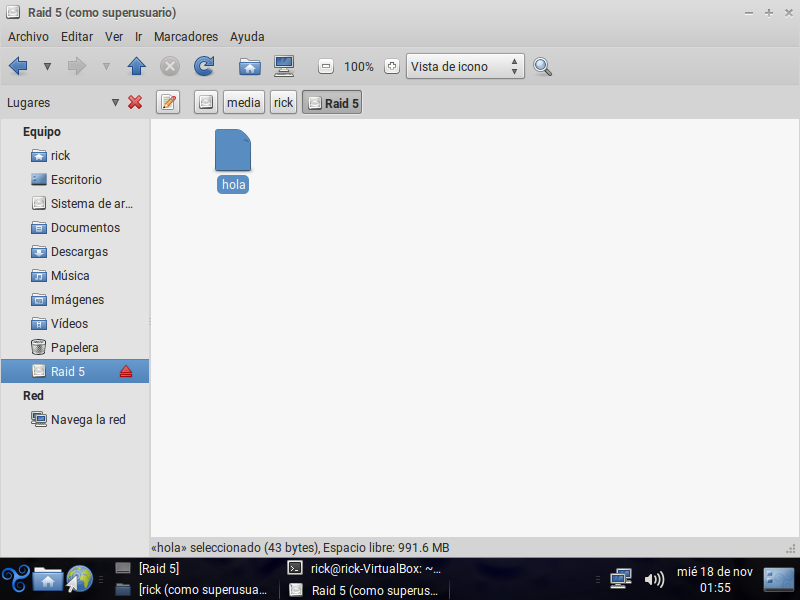 Raid 5 (como superusuario)
Archivo Editar Ver Ir Marcadores Ayuda
100% Vista de icono
Lugares media rick Raid 5
Equipo
rick
Escritorio
Sistema de ar...
Documentos
Descargas
Música
Imágenes
Vídeos
Papelera
Raid 5
Red
Navega la red
hola
«hola» seleccionado (43 bytes), Espacio libre: 991.6 MB
[Raid 5] rick@rick-VirtualBox: ~...
[rick (como superusua... Raid 5 (como superus...
mié 18 de nov
01:55